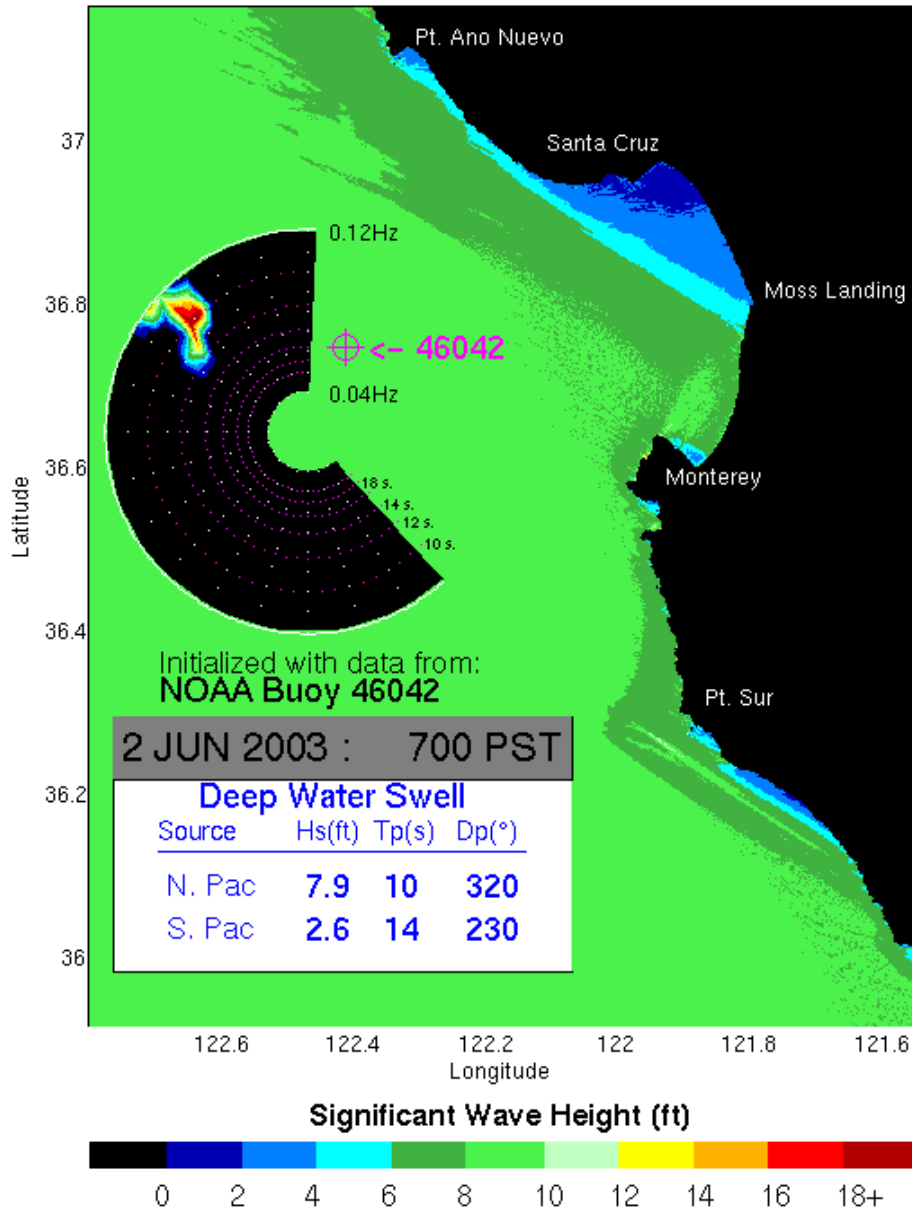 Pt. Ano Nuevo
37
Santa Cruz
0.12Hz
36.8
Moss Landing
<- 46042
0.04Hz
36.6
Monterey
18 s.
14 s.
12 s.
10 s.
Latitude
36.4
Initialized with data from:
NOAA Buoy 46042
Pt. Sur
2 JUN 2003 : 700 PST
36.2
Deep Water Swell
Source Hs(ft) Tp(s) Dp(°)
N. Pac 7.9 10 320
S. Pac 2.6 14 230
36
122.6 122.4 122.2 122 121.8 121.6
Longitude
Significant Wave Height (ft)
0 2 4 6 8 10 12 14 16 18+